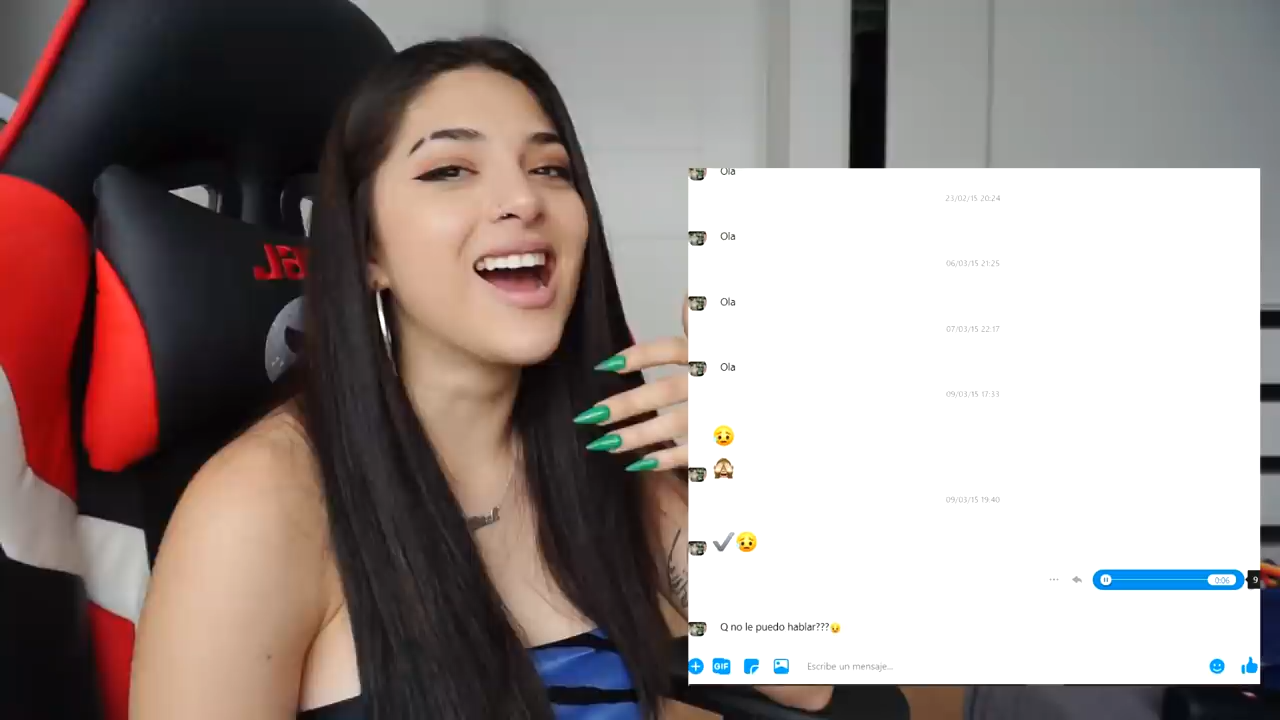 Ola
23/02/15 20:24
Ola
06/03/15 21:25
Ola
07/03/15 22:17
Ola
09/03/15 17:33
09/03/15 19:40
0:06
9
Q no le puedo hablar???
GIF
Escribe un mensaje...